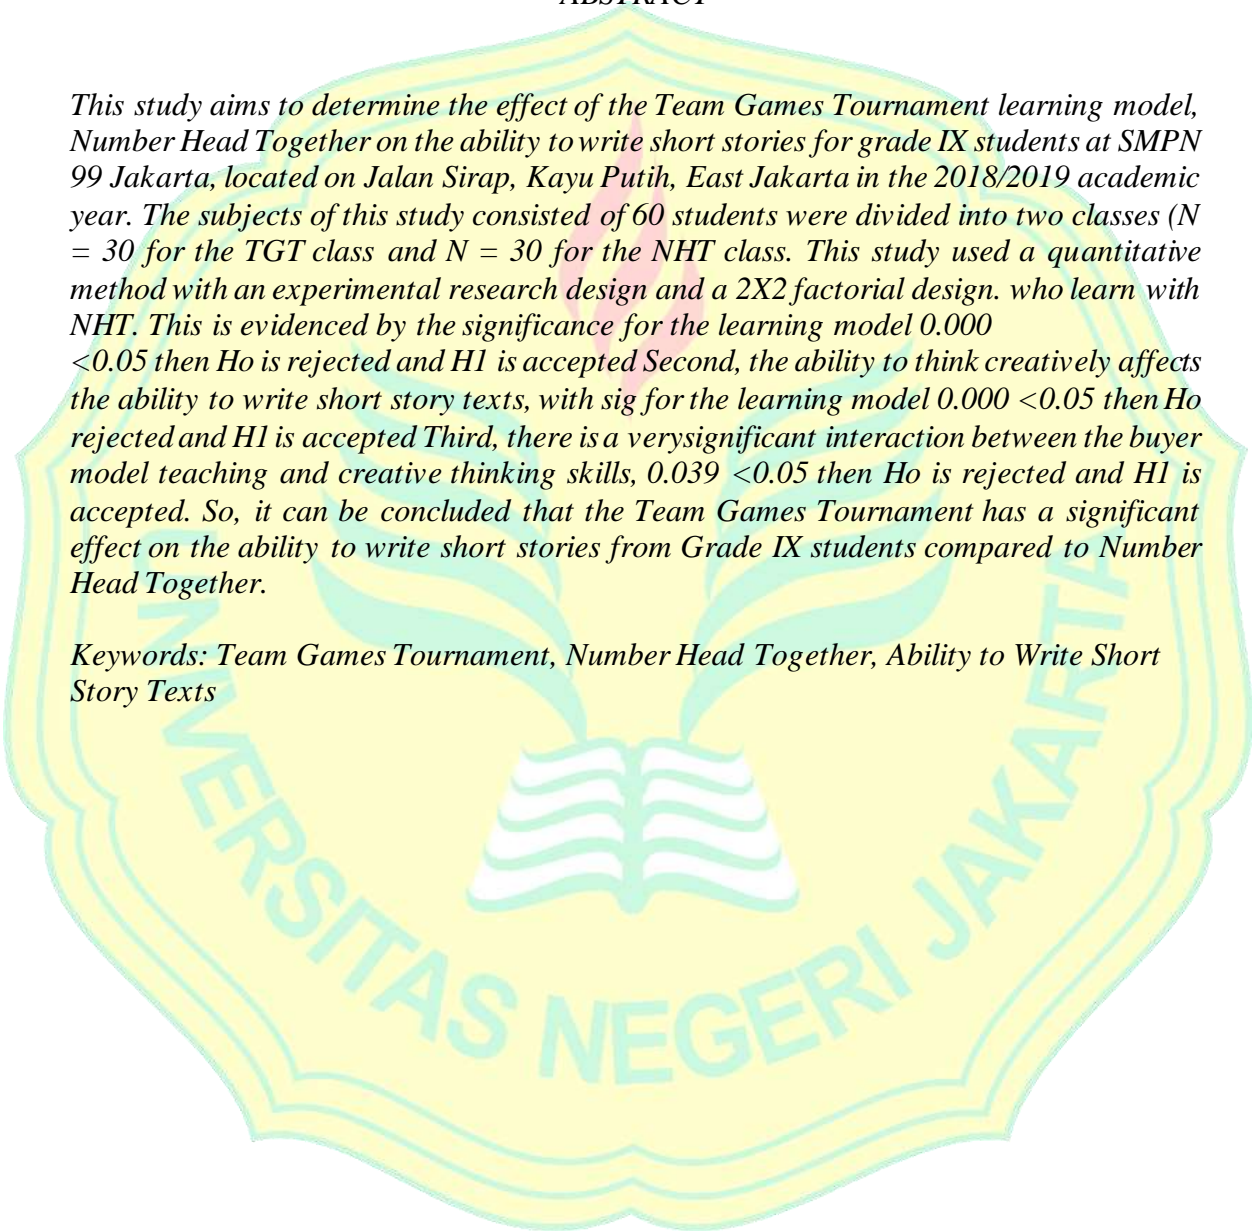 ABSTRACT
This study aims to determine the effect of the Team Games Tournament learning model,
Number Head Together on the ability to write short stories for grade IX students at SMPN
99 Jakarta, located on Jalan Sirap, Kayu Putih, East Jakarta in the 2018/2019 academic
year. The subjects of this study consisted of 60 students were divided into two classes (N
= 30 for the TGT class and N = 30 for the NHT class. This study used a quantitative
method with an experimental research design and a 2X2 factorial design. who learn with
NHT. This is evidenced by the significance for the learning model 0.000
<0.05 then Ho is rejected and H1 is accepted Second, the ability to think creatively affects
the ability to write short story texts, with sig for the learning model 0.000 <0.05 then Ho
rejected and H1 is accepted Third, there is a verysignificant interaction between the buyer
model teaching and creative thinking skills, 0.039 <0.05 then Ho is rejected and H1 is
accepted. So, it can be concluded that the Team Games Tournament has a significant
effect on the ability to write short stories from Grade IX students compared to Number
Head Together.
Keywords: Team Games Tournament, Number Head Together, Ability to Write Short
Story Texts
UNIVERSITAS NEGERI JAKARTA